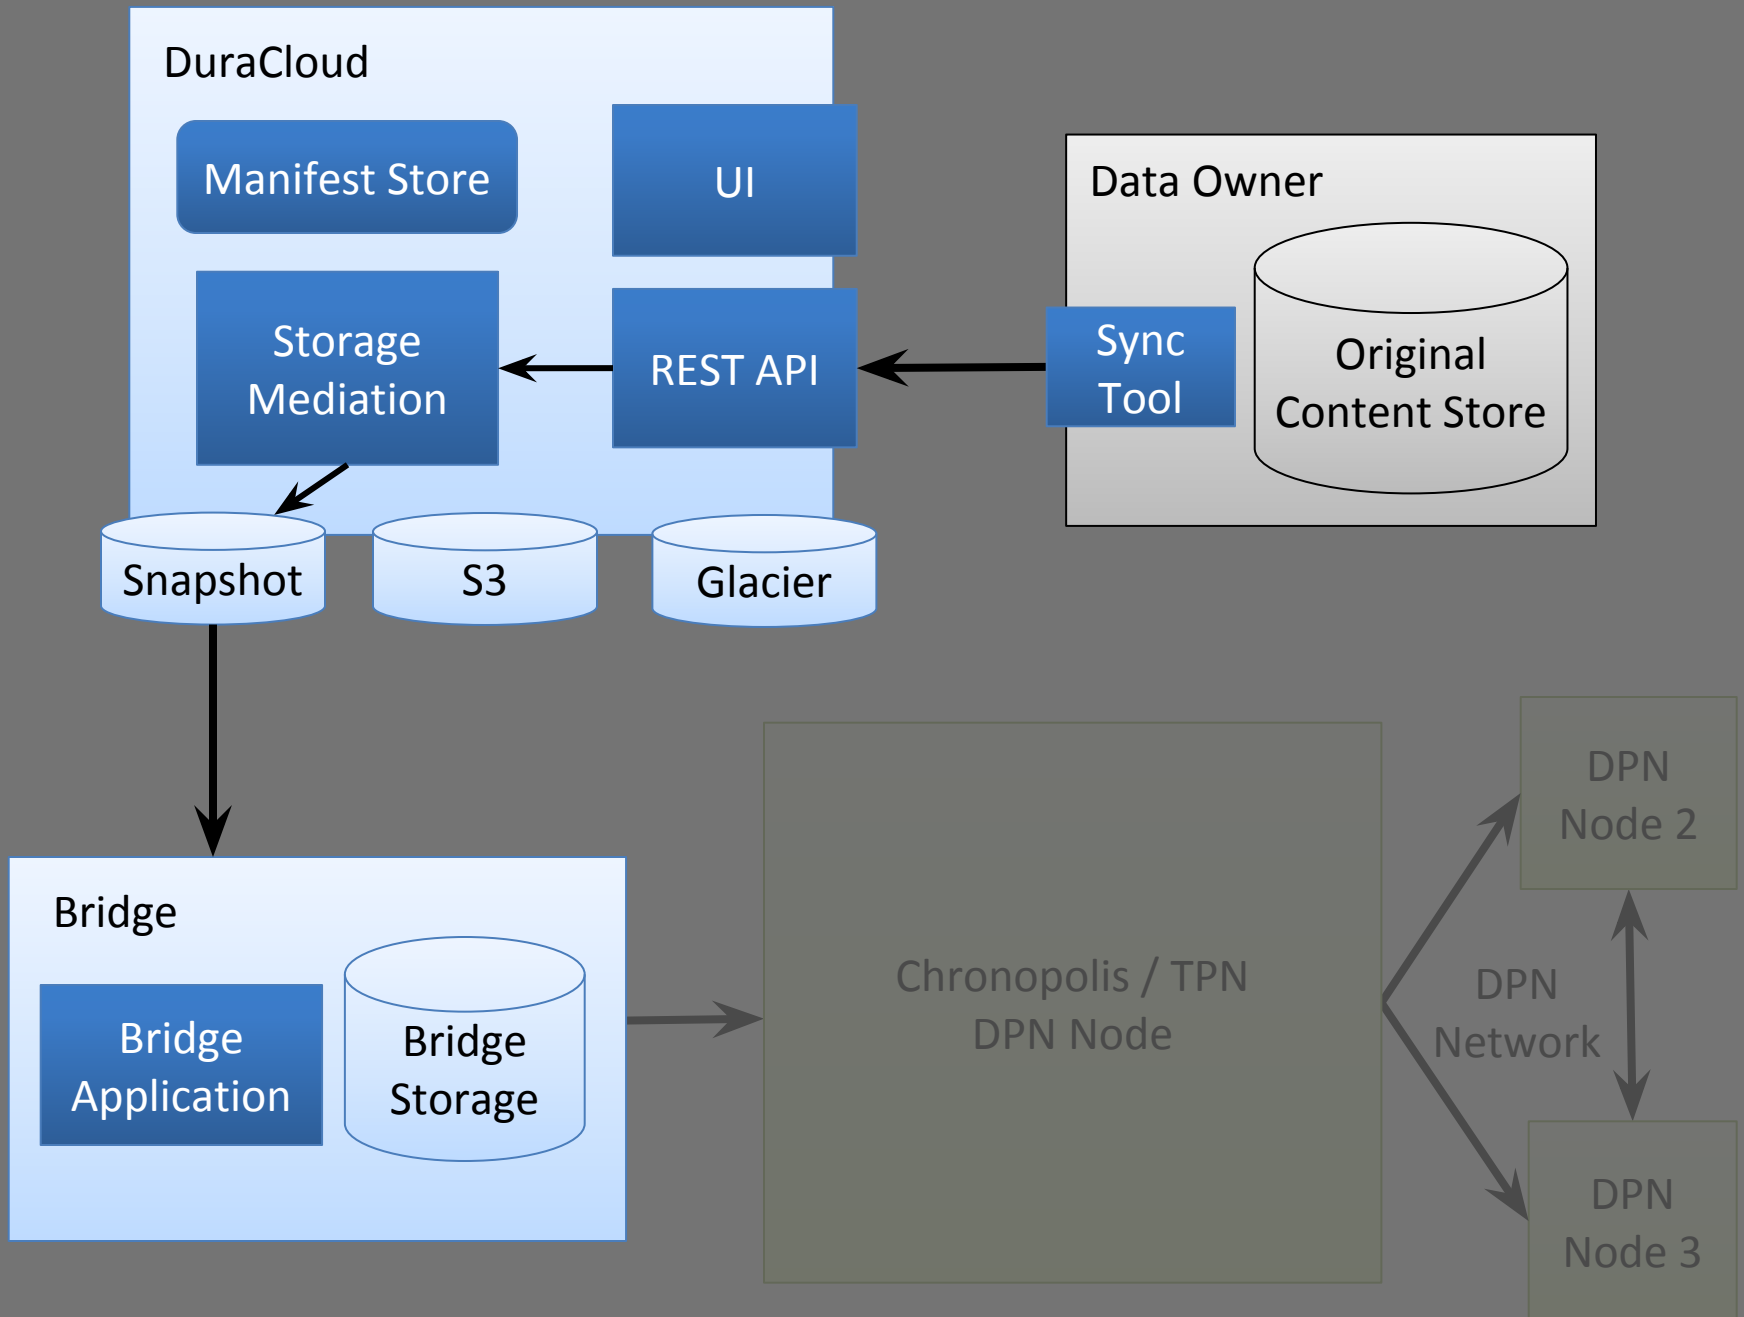 DuraCloud
Manifest Store
UI
Storage
Mediation
REST API
Snapshot
S3
Glacier
Data Owner
Sync
Tool
Original
Content Store
Bridge
Bridge
Application
Bridge
Storage
Chronopolis / TPN
DPN Node
DPN
Node 2
DPN
Network
DPN
Node 3